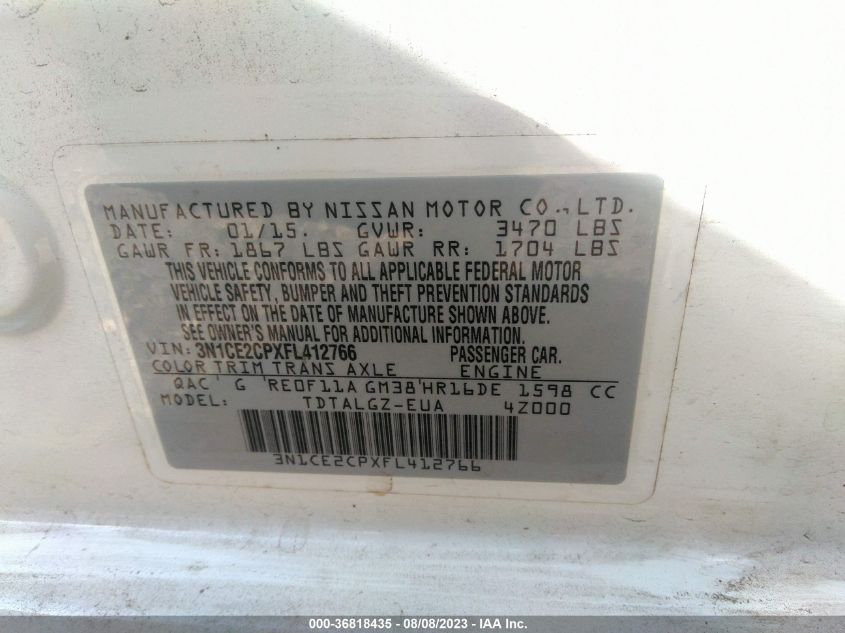 MANUFACTURED BY NISSAN MOTOR CO., LTD.
DATE: 01/15. GVWR: 3470 LBS
GAWR FR: 1867 LBS GAWR RR: 1704 LBS
THIS VEHICLE CONFORMS TO ALL APPLICABLE FEDERAL MOTOR
VEHICLE SAFETY, BUMPER AND THEFT PREVENTION STANDARDS
IN EFFECT ON THE DATE OF MANUFACTURE SHOWN ABOVE.
SEE OWNER'S MANUAL FOR ADDITIONAL INFORMATION.
VIN: 3N1CE2CPXFL412766 PASSENGER CAR.
COLOR TRIM TRANS AXLE ENGINE
QAC G RE0F11A GM38 HR16DE 1598 CC
MODEL: TDTALGZ-EUA 4Z000
3N1CE2CPXFL412766
000-36818435 - 08/08/2023 - IAA Inc.